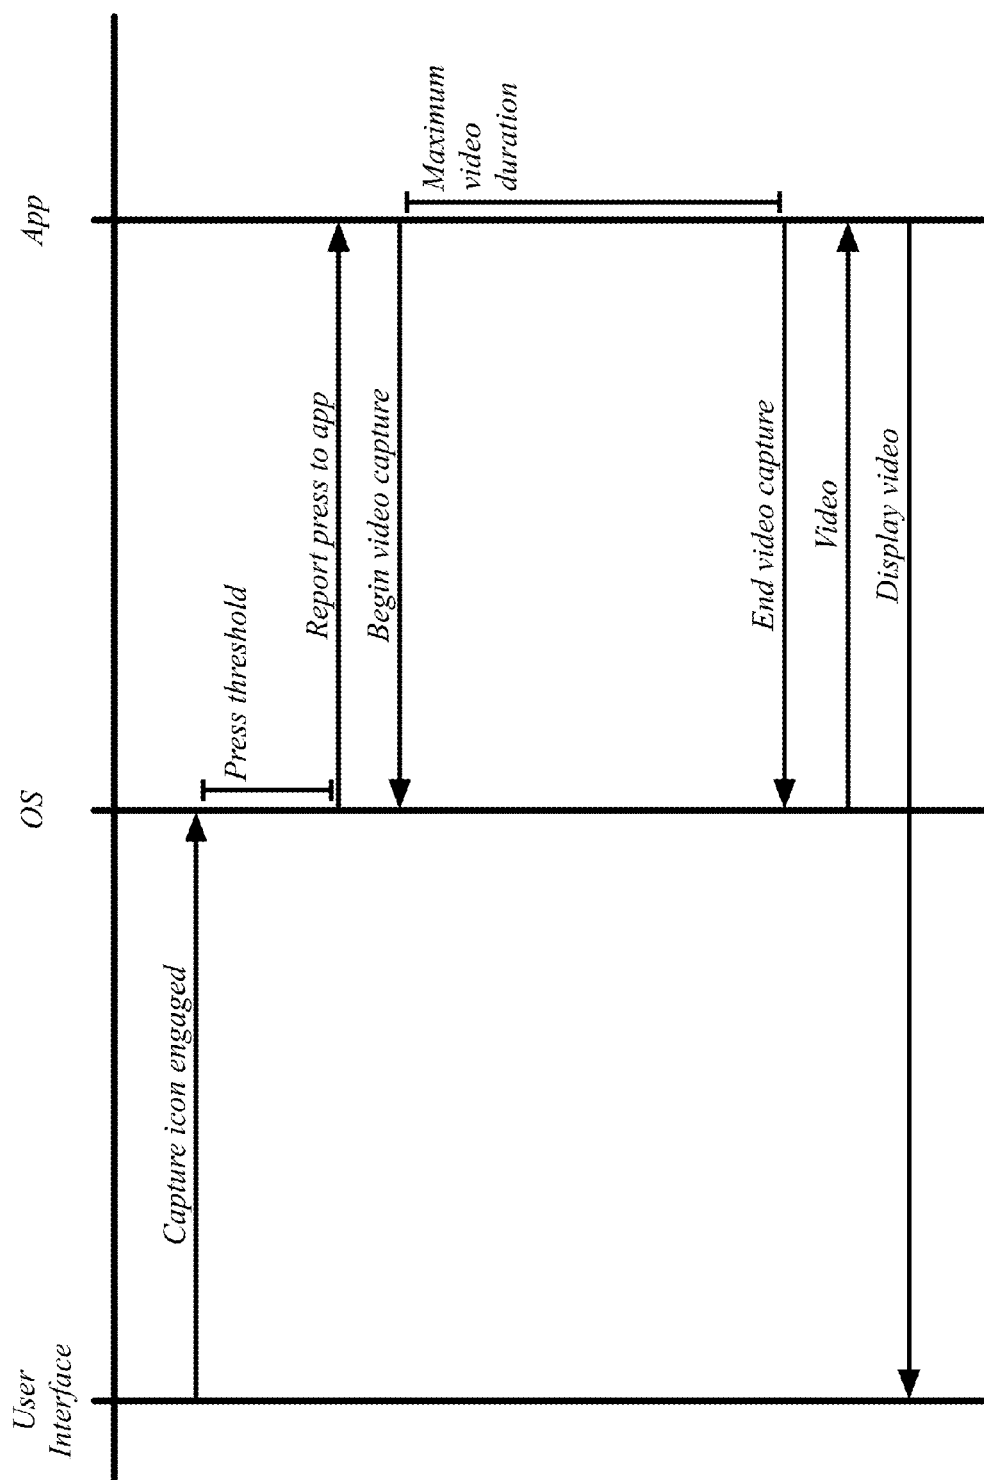 User
Interface
OS
App
Capture icon engaged
Press threshold
Report press to app
Begin video capture
Maximum
video
duration
End video capture
Video
Display video